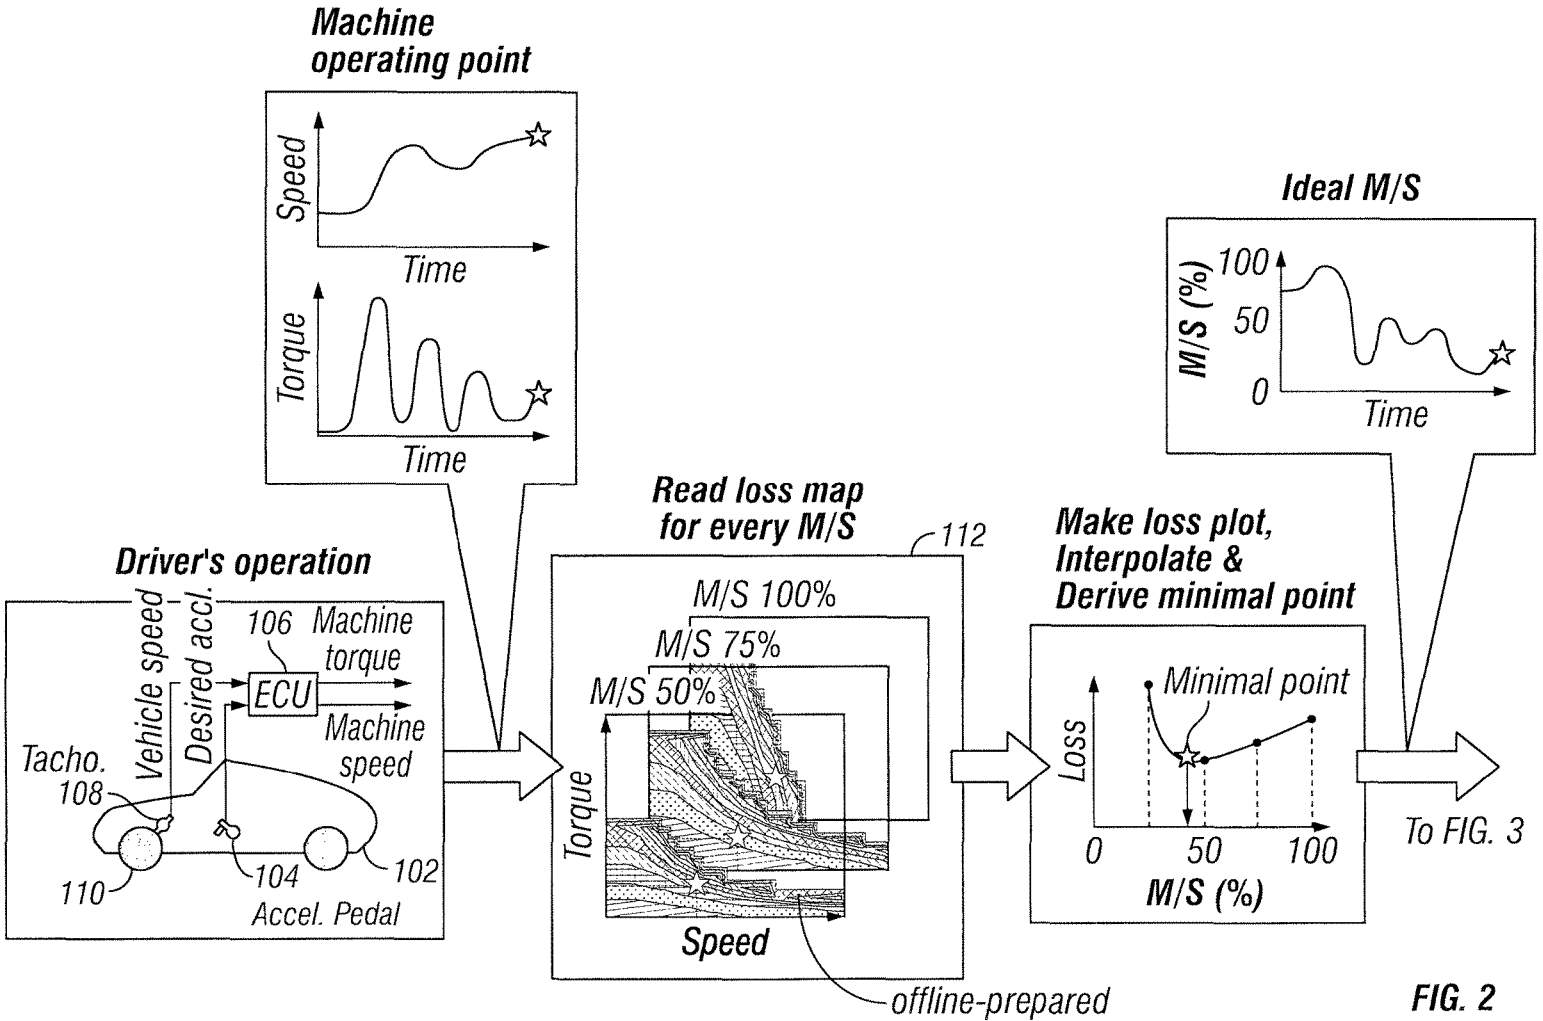 Machine
operating point
Speed
Time
Torque
Time
Ideal M/S
M/S (%)
100
50
0
Time
Driver's operation
Vehicle speed
Desired accl.
106
ECU
Machine
torque
Machine
speed
Tacho.
108
110
104
102
Accel. Pedal
Read loss map
for every M/S
112
M/S 100%
M/S 75%
M/S 50%
Torque
Speed
offline-prepared
Make loss plot,
Interpolate &
Derive minimal point
Minimal point
Loss
0 50 100
M/S (%)
To FIG. 3
FIG. 2